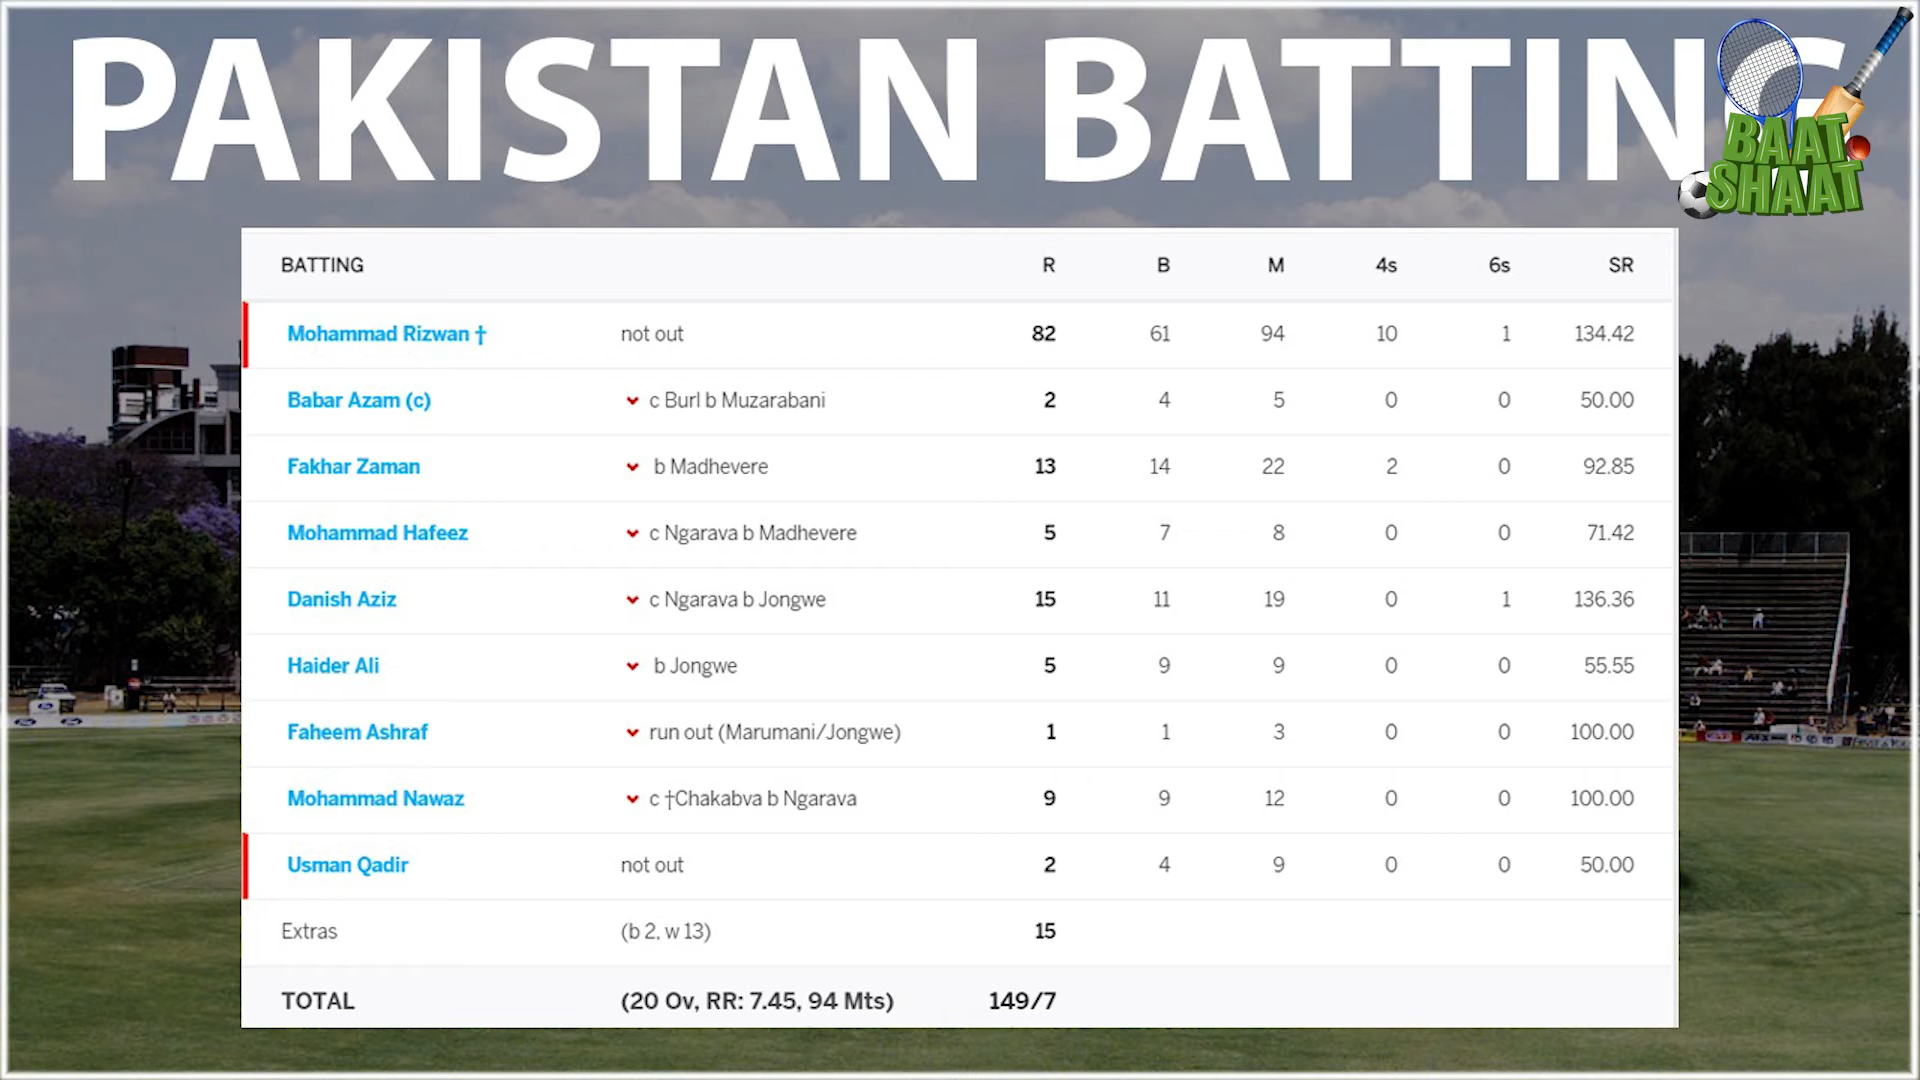 PAKISTAN BATTING
BAAT
SHAAT
BATTING R B M 4s 6s SR
Mohammad Rizwan † not out 82 61 94 10 1 134.42
Babar Azam (c) c Burl b Muzarabani 2 4 5 0 0 50.00
Fakhar Zaman b Madhevere 13 14 22 2 0 92.85
Mohammad Hafeez c Ngarava b Madhevere 5 7 8 0 0 71.42
Danish Aziz c Ngarava b Jongwe 15 11 19 0 1 136.36
Haider Ali b Jongwe 5 9 9 0 0 55.55
Faheem Ashraf run out (Marumani/Jongwe) 1 1 3 0 0 100.00
Mohammad Nawaz c †Chakabva b Ngarava 9 9 12 0 0 100.00
Usman Qadir not out 2 4 9 0 0 50.00
Extras (b 2, w 13) 15
TOTAL (20 Ov, RR: 7.45, 94 Mts) 149/7